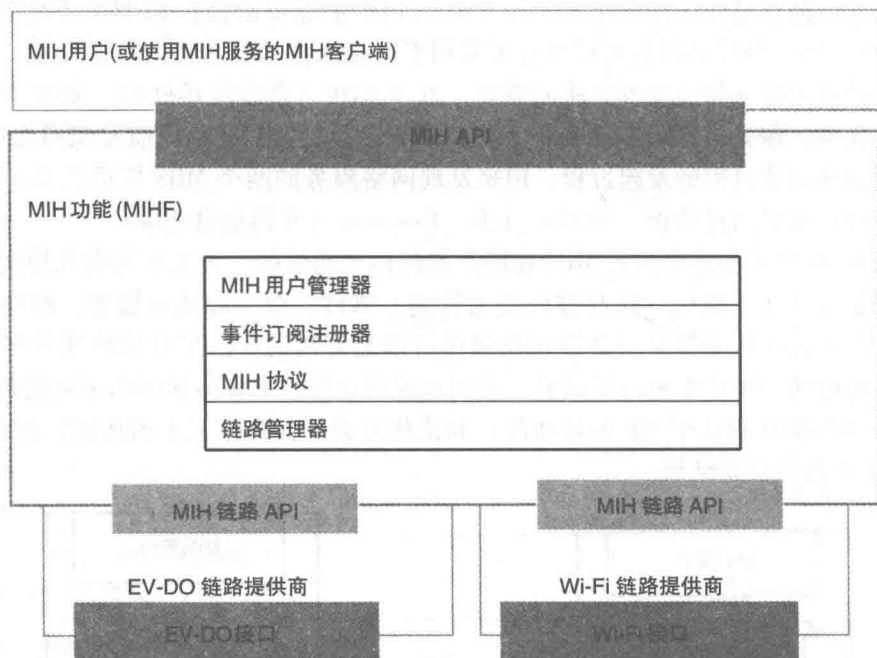 MIH用户(或使用MIH服务的MIH客户端)
MIH API
MIH 功能 (MIHF)
MIH 用户管理器
事件订阅注册器
MIH 协议
链路管理器
MIH 链路 API
MIH 链路 API
EV-DO 链路提供商
Wi-Fi 链路提供商
EV-DO接口
Wi-Fi接口